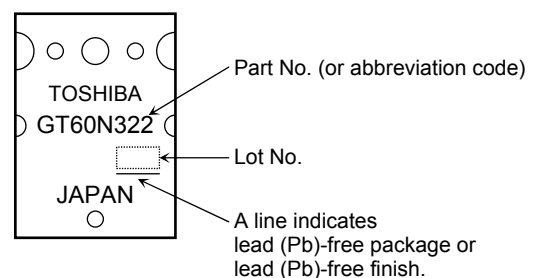 TOSHIBA
GT60N322
JAPAN
Part No. (or abbreviation code)
Lot No.
A line indicates
lead (Pb)-free package or
lead (Pb)-free finish.